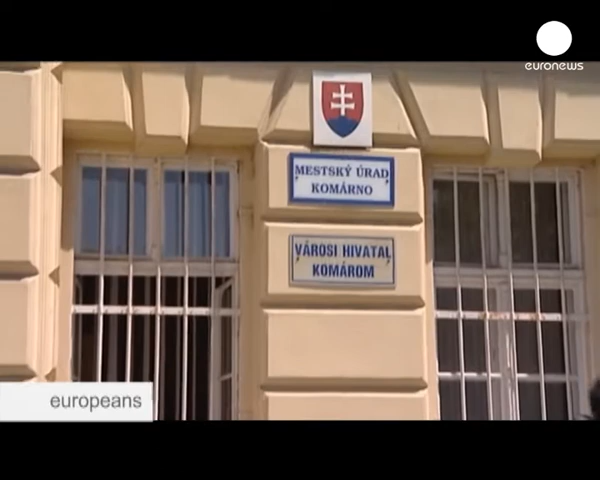 euronews
MESTSKÝ ÚRAD
KOMÁRNO
VÁROSI HIVATAL
KOMÁROM
europeans